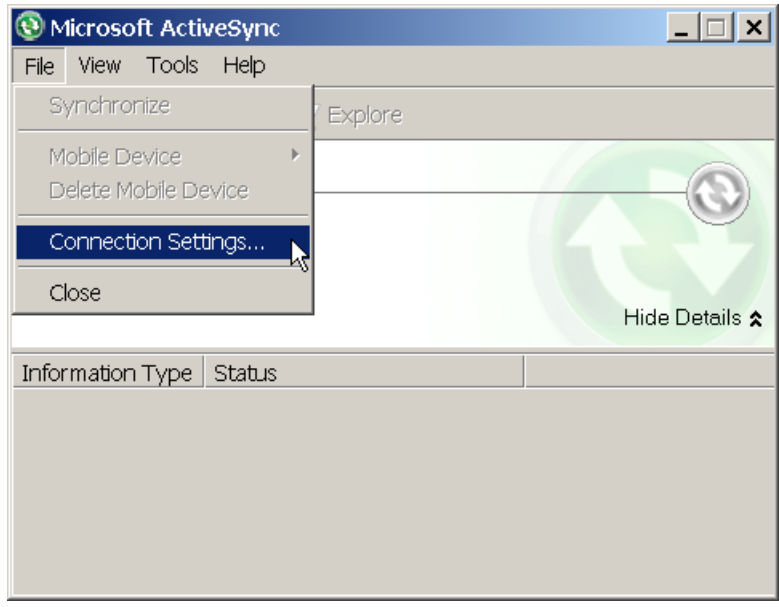 Microsoft ActiveSync
File View Tools Help
Synchronize
Explore
Mobile Device
Delete Mobile Device
Connection Settings...
Close
Hide Details
Information Type Status